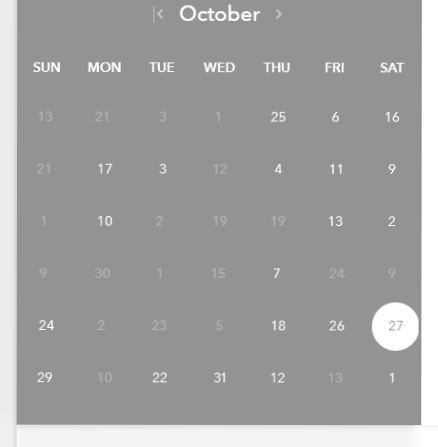 |‹ October ›
SUN MON TUE WED THU FRI SAT
13 21 3 1 25 6 16
21 17 3 12 4 11 9
1 10 2 19 19 13 2
9 30 1 15 7 24 9
24 2 23 5 18 26 27
29 10 22 31 12 13 1